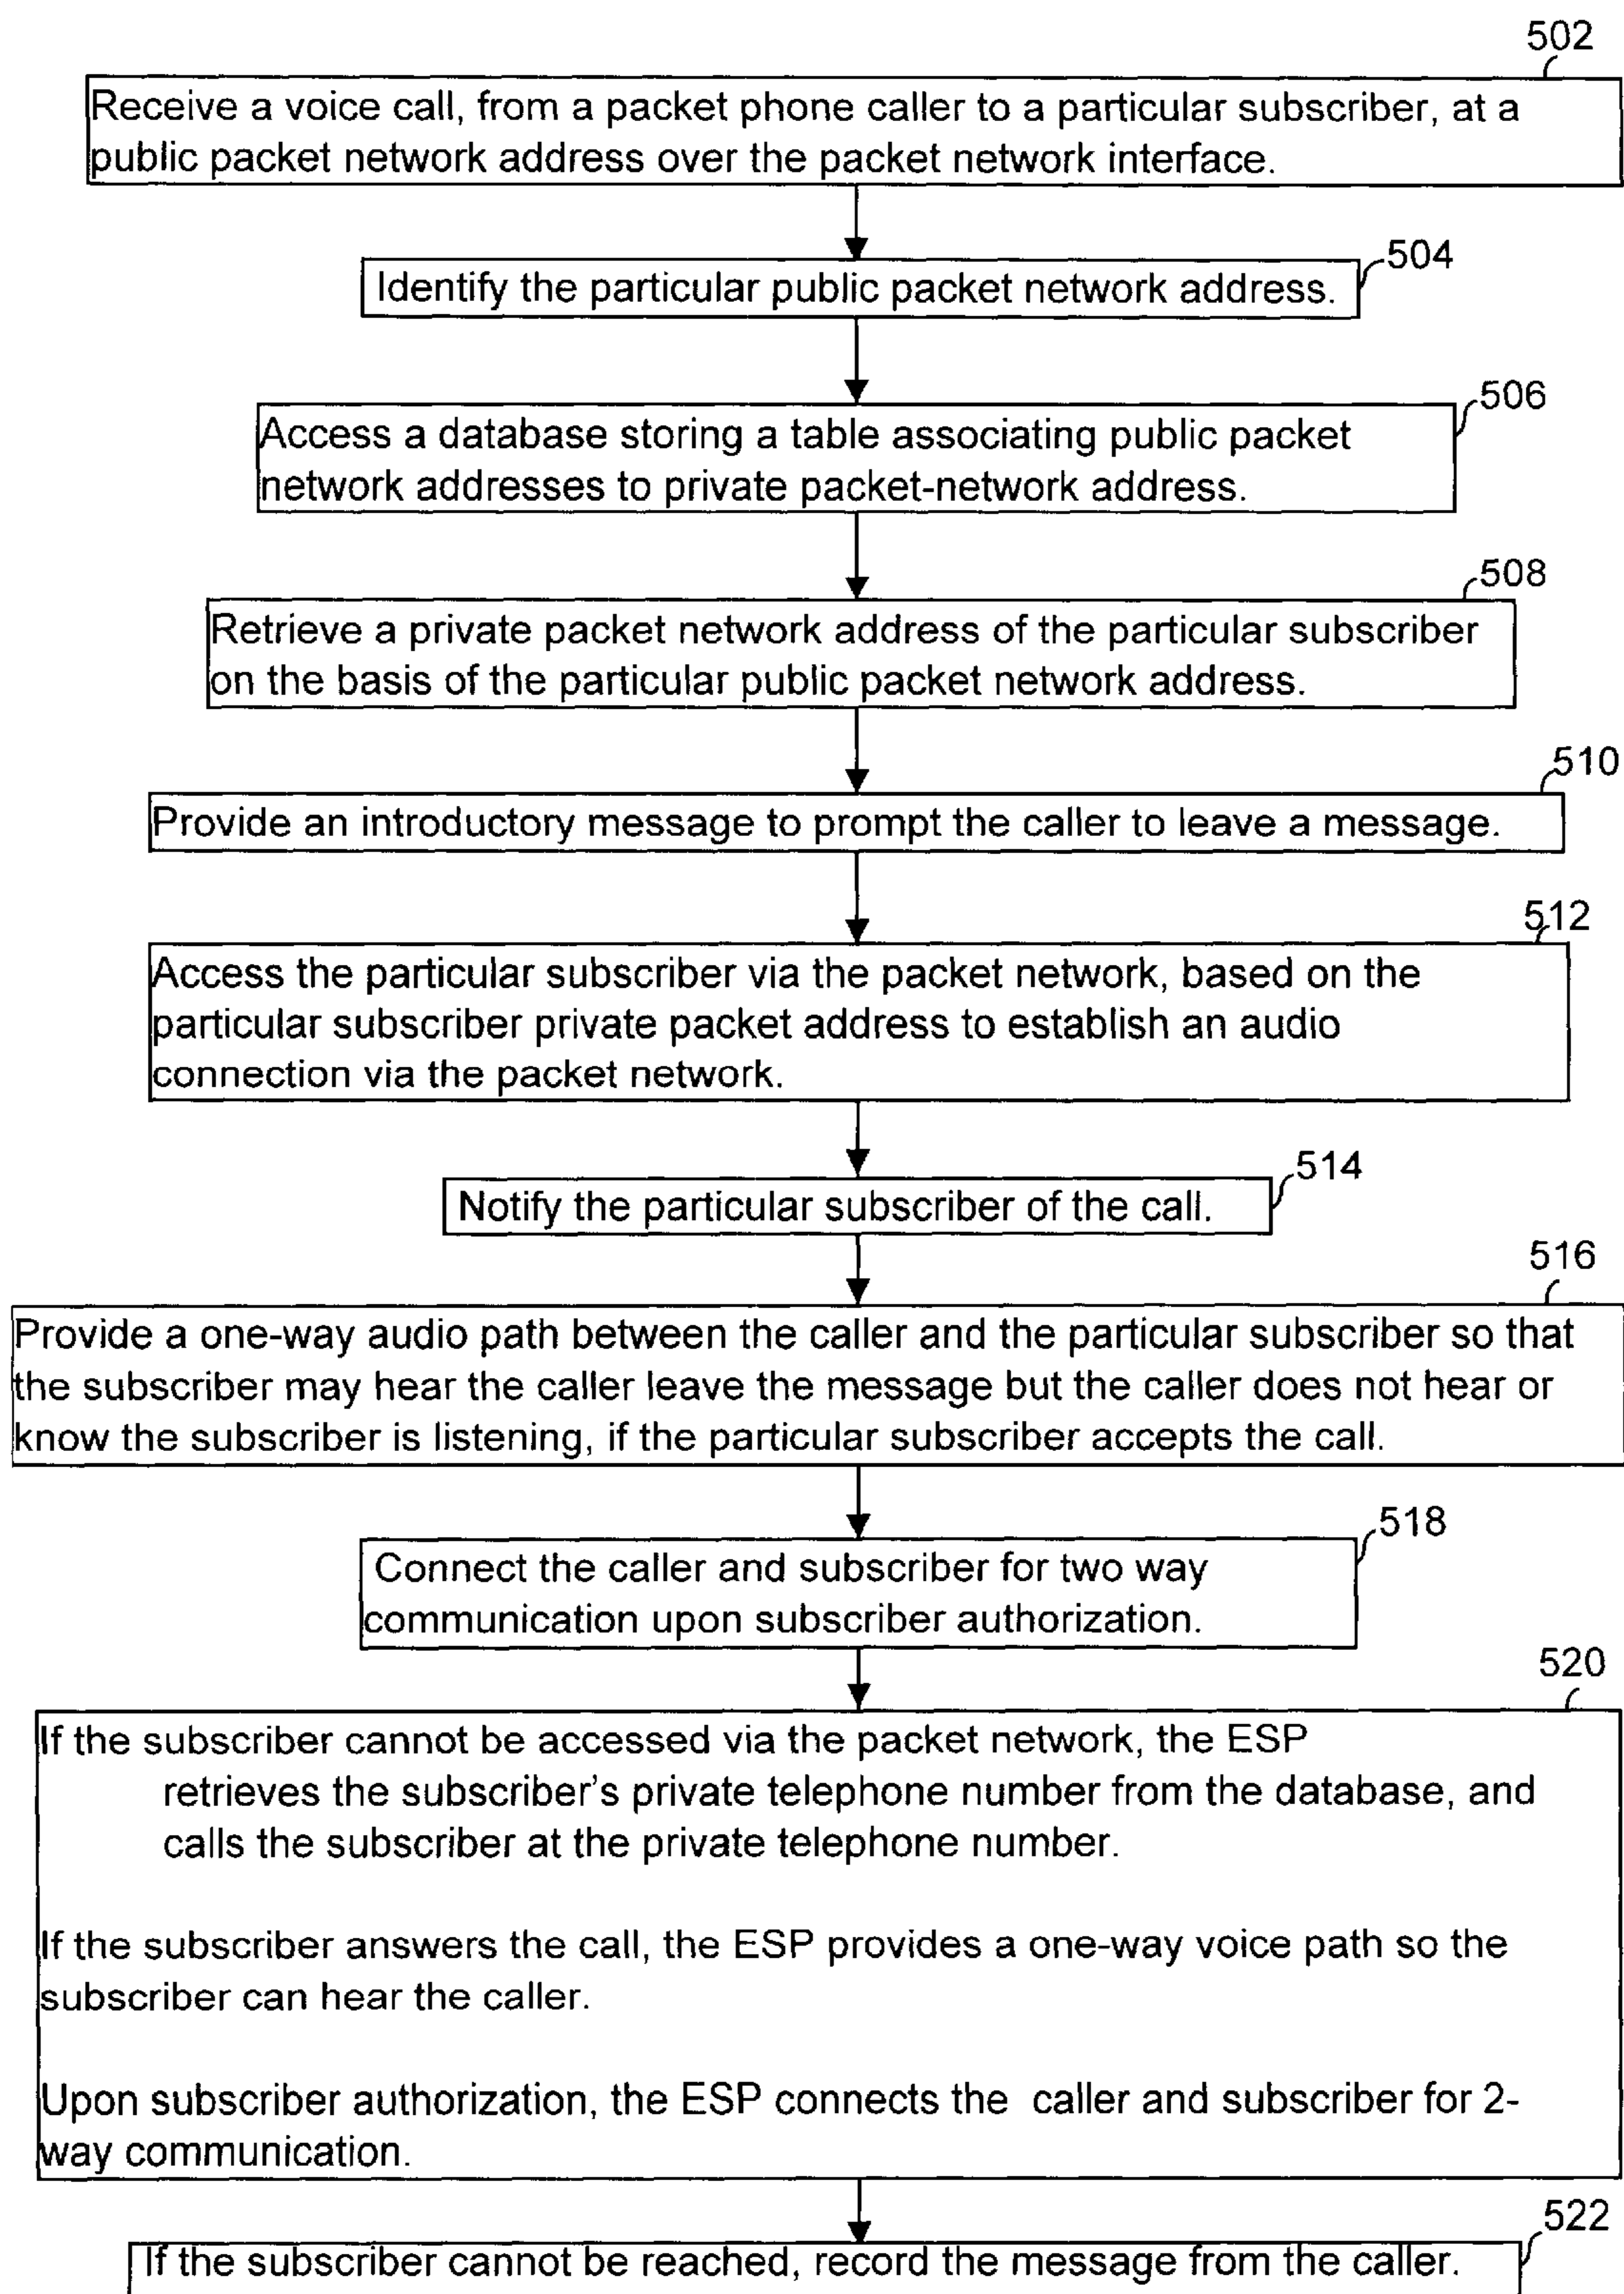 502
Receive a voice call, from a packet phone caller to a particular subscriber, at a
public packet network address over the packet network interface.
504
Identify the particular public packet network address.
506
Access a database storing a table associating public packet
network addresses to private packet-network address.
508
Retrieve a private packet network address of the particular subscriber
on the basis of the particular public packet network address.
510
Provide an introductory message to prompt the caller to leave a message.
512
Access the particular subscriber via the packet network, based on the
particular subscriber private packet address to establish an audio
connection via the packet network.
514
Notify the particular subscriber of the call.
516
Provide a one-way audio path between the caller and the particular subscriber so that
the subscriber may hear the caller leave the message but the caller does not hear or
know the subscriber is listening, if the particular subscriber accepts the call.
518
Connect the caller and subscriber for two way
communication upon subscriber authorization.
520
If the subscriber cannot be accessed via the packet network, the ESP
retrieves the subscriber's private telephone number from the database, and
calls the subscriber at the private telephone number.
If the subscriber answers the call, the ESP provides a one-way voice path so the
subscriber can hear the caller.
Upon subscriber authorization, the ESP connects the caller and subscriber for 2-
way communication.
522
If the subscriber cannot be reached, record the message from the caller.